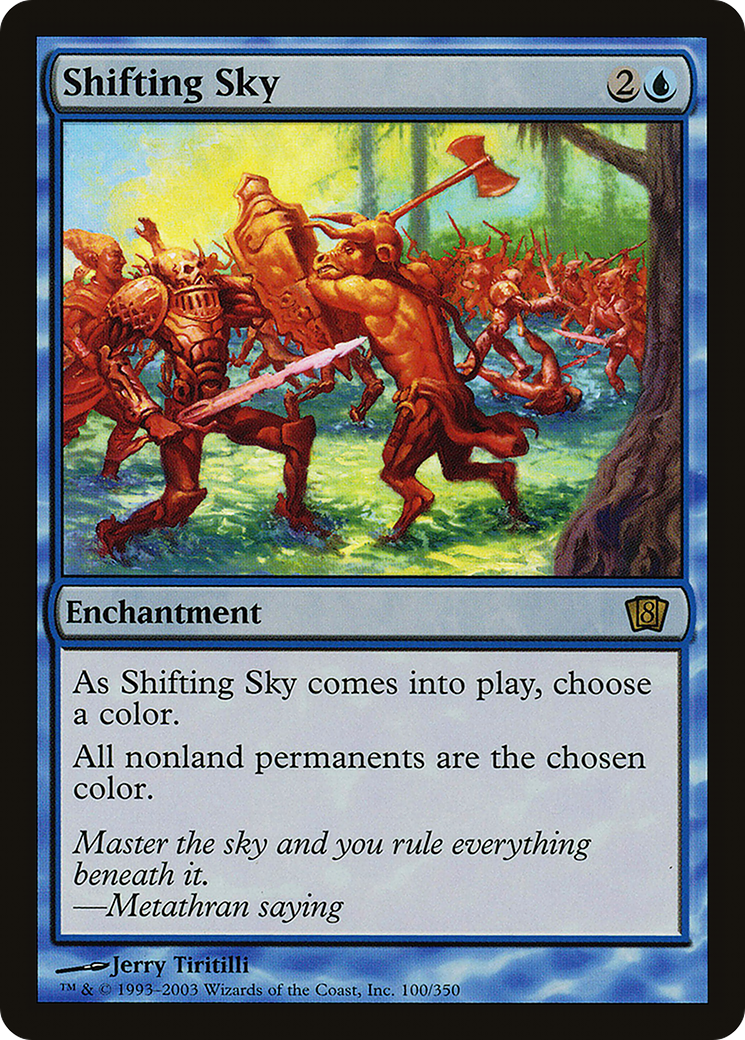 Shifting Sky 2
Enchantment 8
As Shifting Sky comes into play, choose
a color.
All nonland permanents are the chosen
color.
Master the sky and you rule everything
beneath it.
—Metathran saying
Jerry Tiritilli
™ & © 1993–2003 Wizards of the Coast, Inc. 100/350